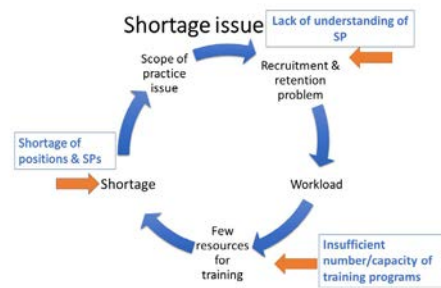 Shortage issue
Lack of understanding of
SP
Scope of
practice
issue
Recruitment &
retention
problem
Shortage of
positions & SPs
Shortage
Workload
Few
resources
for
training
Insufficient
number/capacity of
training programs